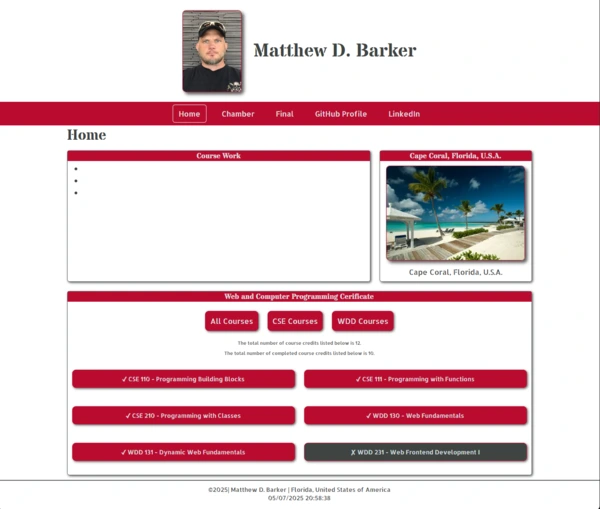 Matthew D. Barker
Home Chamber Final GitHub Profile LinkedIn
Home
Course Work
Cape Coral, Florida, U.S.A.
Cape Coral, Florida, U.S.A.
Web and Computer Programming Cerificate
All Courses CSE Courses WDD Courses
The total number of course credits listed below is 12.
The total number of completed course credits listed below is 10.
✓ CSE 110 - Programming Building Blocks
✓ CSE 111 - Programming with Functions
✓ CSE 210 - Programming with Classes
✓ WDD 130 - Web Fundamentals
✓ WDD 131 - Dynamic Web Fundamentals
✗ WDD 231 - Web Frontend Development I
©2025| Matthew D. Barker | Florida, United States of America
05/07/2025 20:58:38